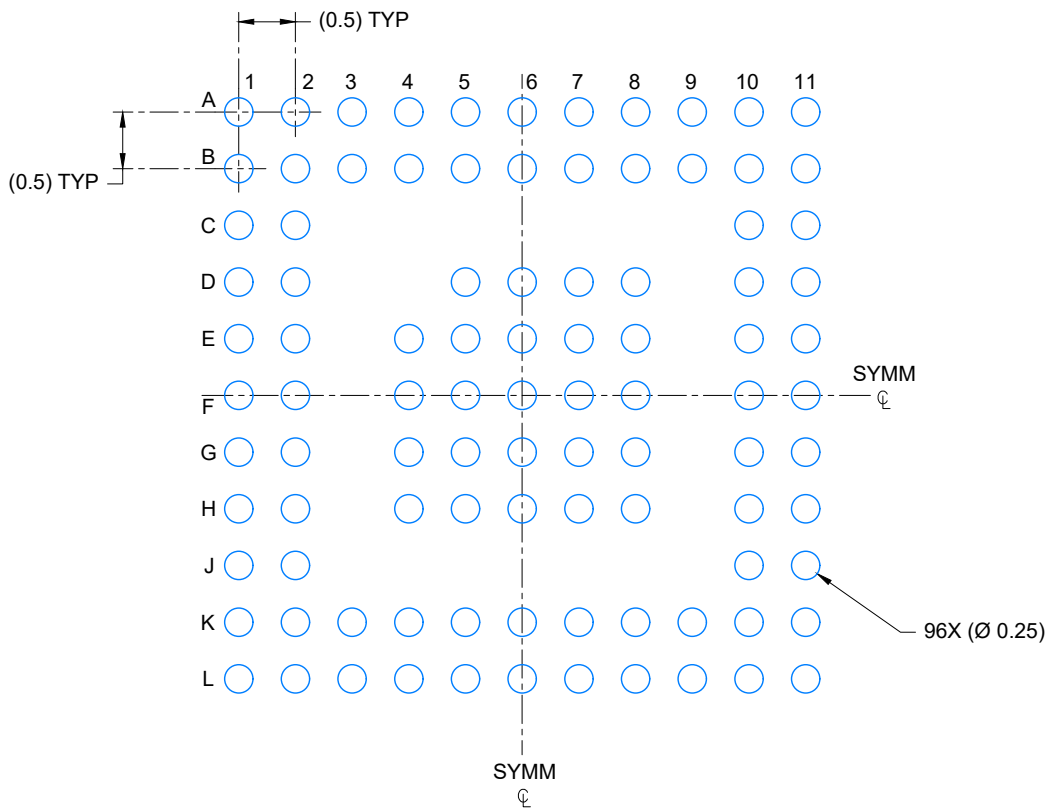 (0.5) TYP
1 2 3 4 5 6 7 8 9 10 11
A
B
(0.5) TYP
C
D
E
SYMM
℄
F
G
H
J
K
96X (Ø 0.25)
L
SYMM
℄